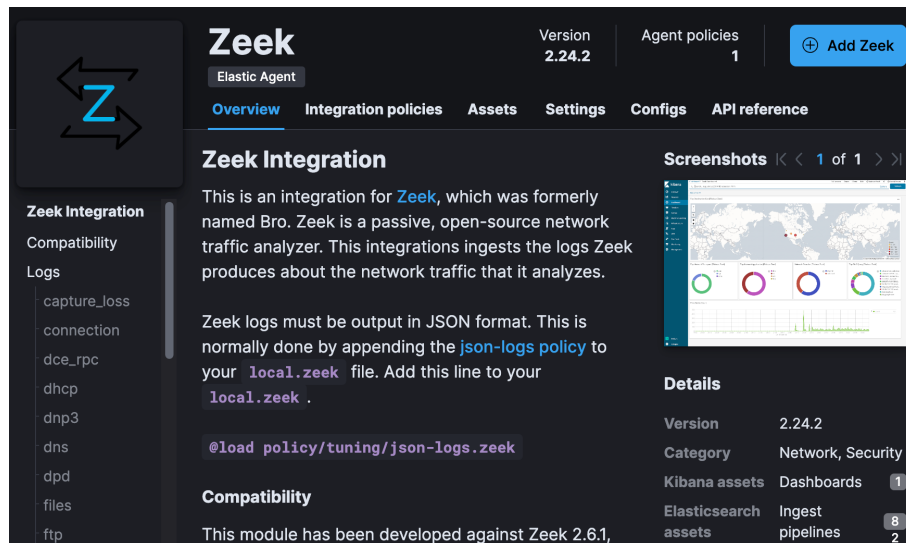 Zeek
Version
2.24.2
Agent policies
1
Add Zeek
Elastic Agent
Overview
Integration policies
Assets
Settings
Configs
API reference
Z
Zeek Integration
Compatibility
Logs
capture_loss
connection
dce_rpc
dhcp
dnp3
dns
dpd
files
ftp
Zeek Integration
This is an integration for Zeek, which was formerly
named Bro. Zeek is a passive, open-source network
traffic analyzer. This integrations ingests the logs Zeek
produces about the network traffic that it analyzes.
Zeek logs must be output in JSON format. This is
normally done by appending the json-logs policy to
your local.zeek file. Add this line to your
local.zeek .
@load policy/tuning/json-logs.zeek
Compatibility
This module has been developed against Zeek 2.6.1,
Screenshots
1 of 1
Details
Version 2.24.2
Category Network, Security
Kibana assets Dashboards 1
Elasticsearch Ingest 8
assets pipelines 2